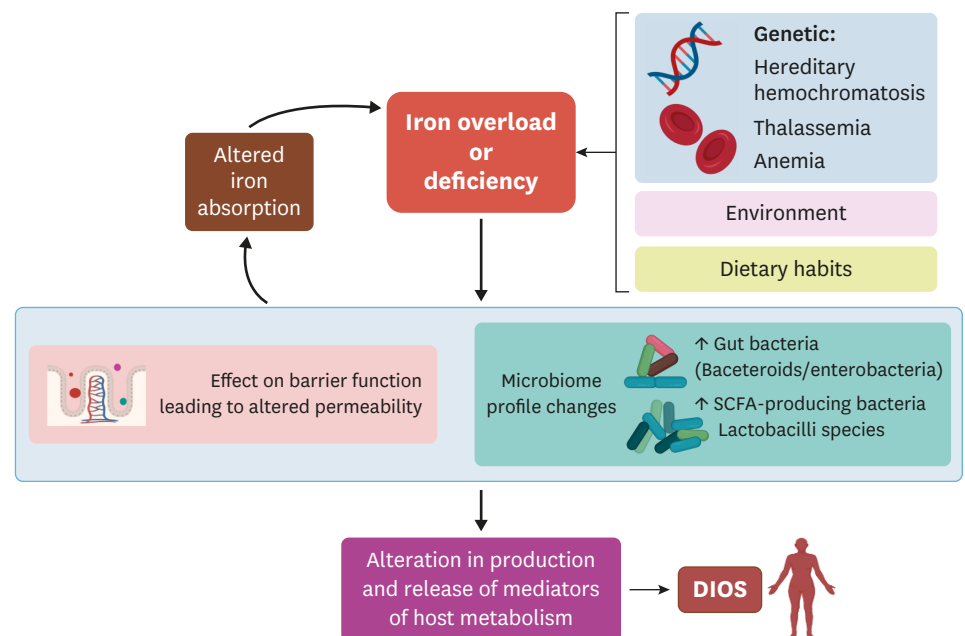 Genetic:
Hereditary
hemochromatosis
Thalassemia
Anemia
Environment
Dietary habits
Iron overload
or
deficiency
Altered
iron
absorption
Effect on barrier function
leading to altered permeability
Microbiome
profile changes
↑ Gut bacteria
(Baceteroids/enterobacteria)
↑ SCFA-producing bacteria
Lactobacilli species
Alteration in production
and release of mediators
of host metabolism
DIOS